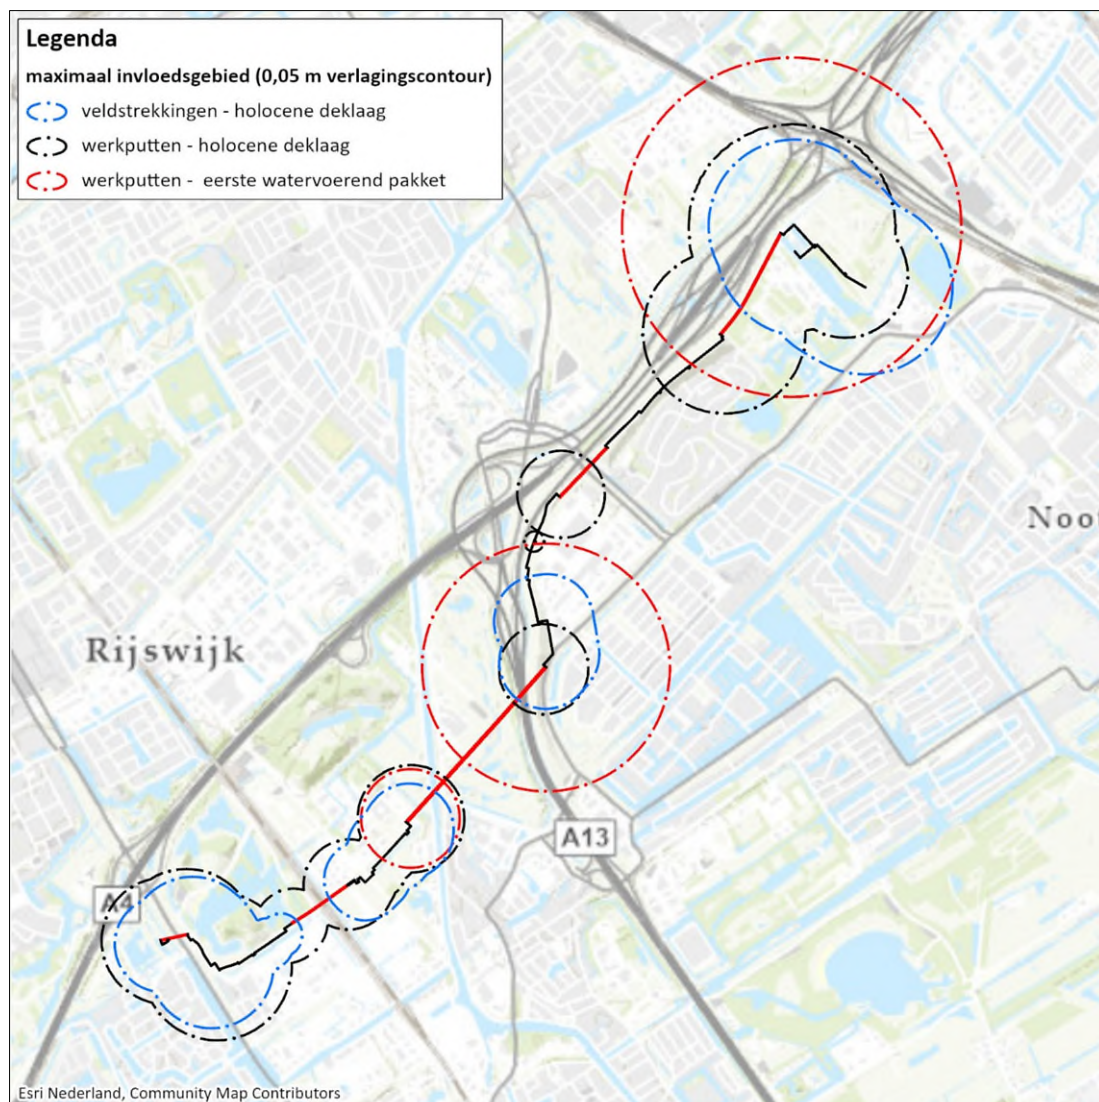 Legenda
maximaal invloedsgebied (0,05 m verlagingscontour)
veldstrekkingen - holocene deklaag
werkputten - holocene deklaag
werkputten - eerste watervoerend pakket
Noot
Rijswijk
A13
A4
Esri Nederland, Community Map Contributors